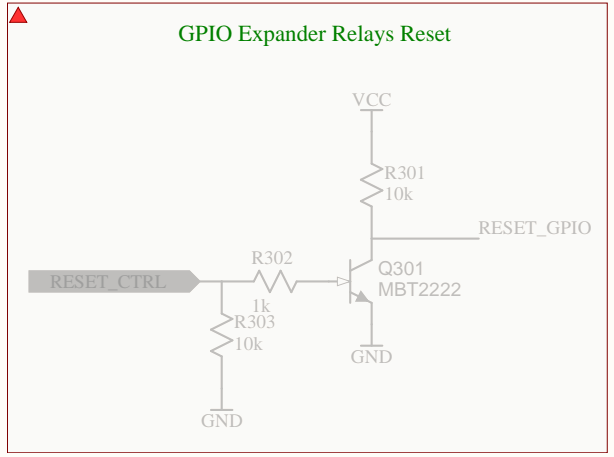 GPIO Expander Relays Reset
VCC
R301
10k
RESET_GPIO
R302
1k
RESET_CTRL
Q301
MBT2222
R303
10k
GND
GND